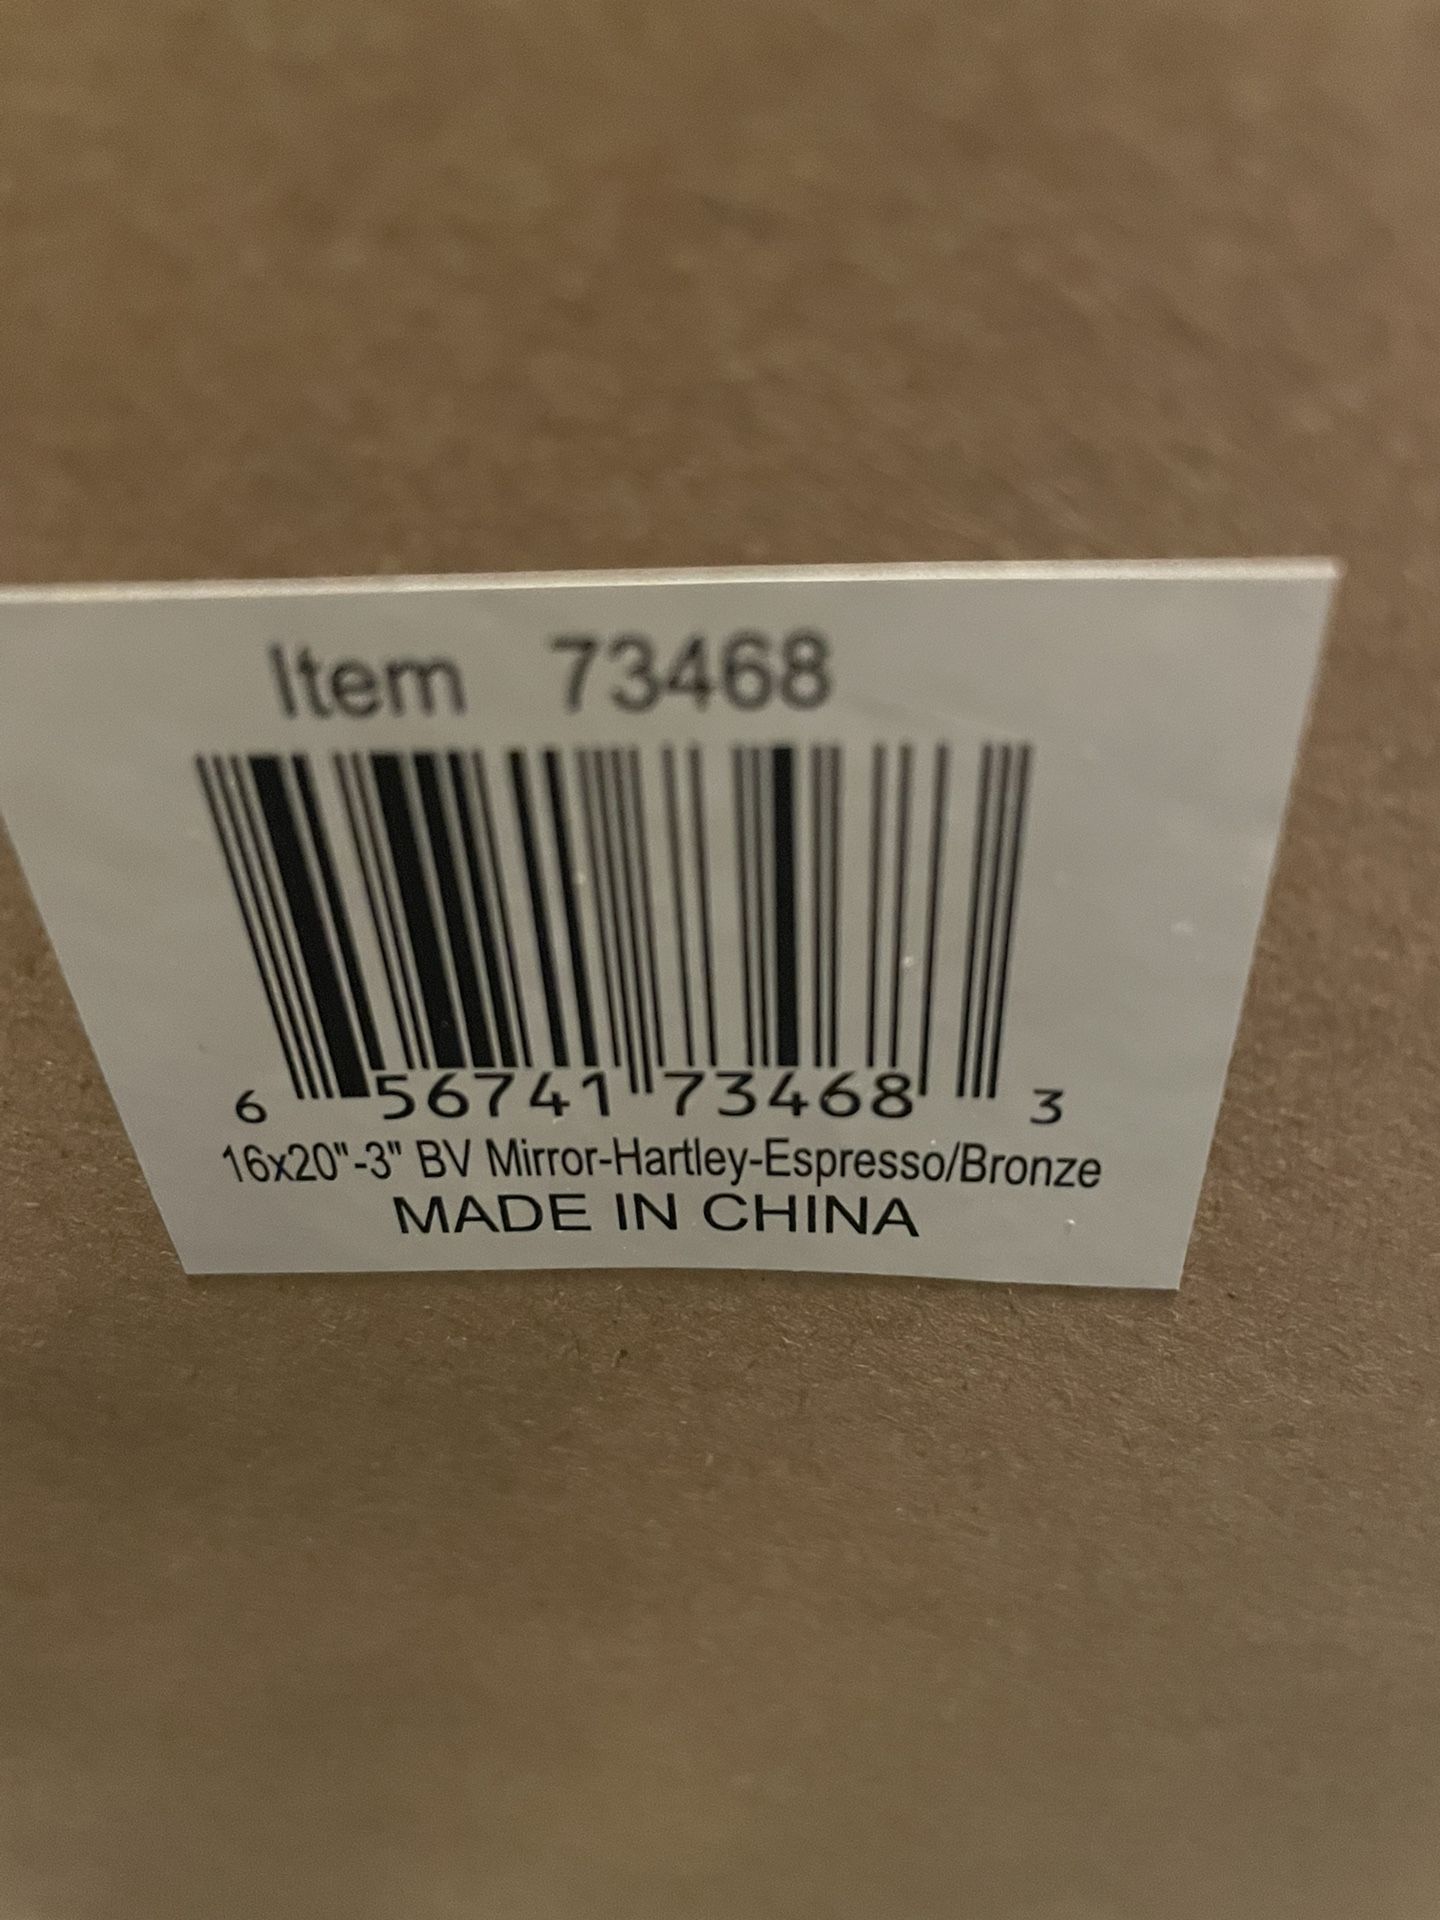 Item 73468
6 56741 73468 3
16x20"-3" BV Mirror-Hartley-Espresso/Bronze
MADE IN CHINA